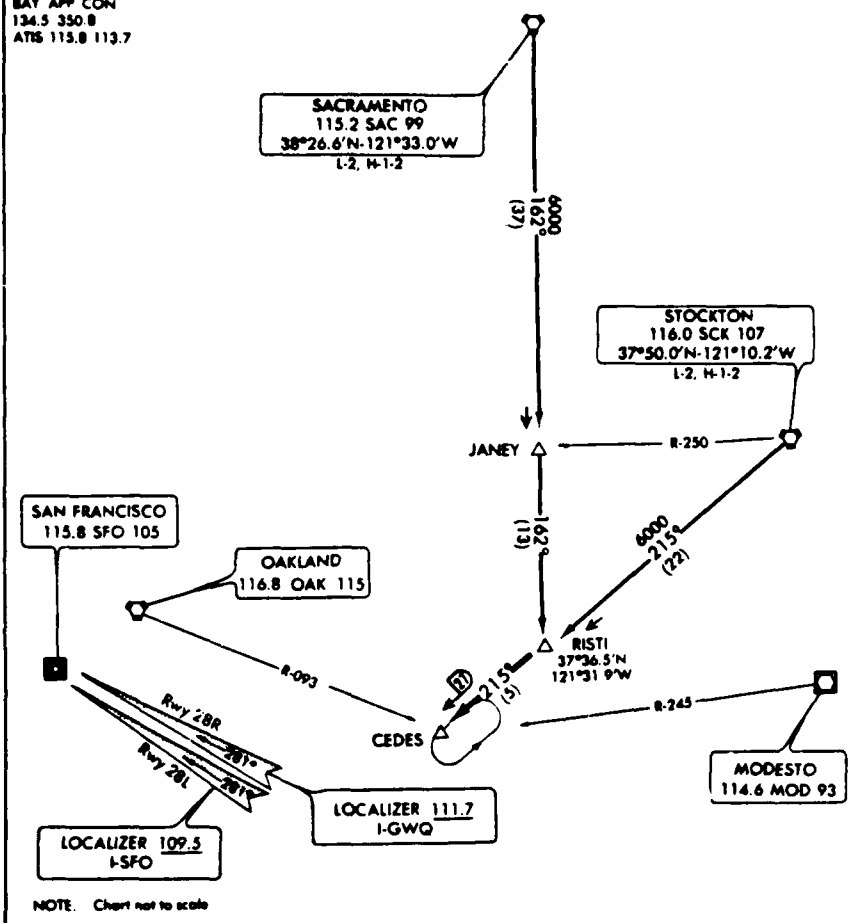 BAY APP CON
134.5 350.8
ATIS 115.8 113.7
SACRAMENTO
115.2 SAC 99
38°26.6'N-121°33.0'W
L-2, H-1-2
6000
162°
(37)
STOCKTON
116.0 SCK 107
37°50.0'N-121°10.2'W
L-2, H-1-2
JANEY
R-250
162°
(13)
6000
215°
(22)
SAN FRANCISCO
115.8 SFO 105
OAKLAND
116.8 OAK 115
RISTI
37°36.5'N
121°31 9'W
R-093
27
215°
(5)
R-245
CEDES
Rwy 28R
281°
Rwy 28L
281°
MODESTO
114.6 MOD 93
LOCALIZER 111.7
I-GWQ
LOCALIZER 109.5
I-SFO
NOTE. Chart not to scale